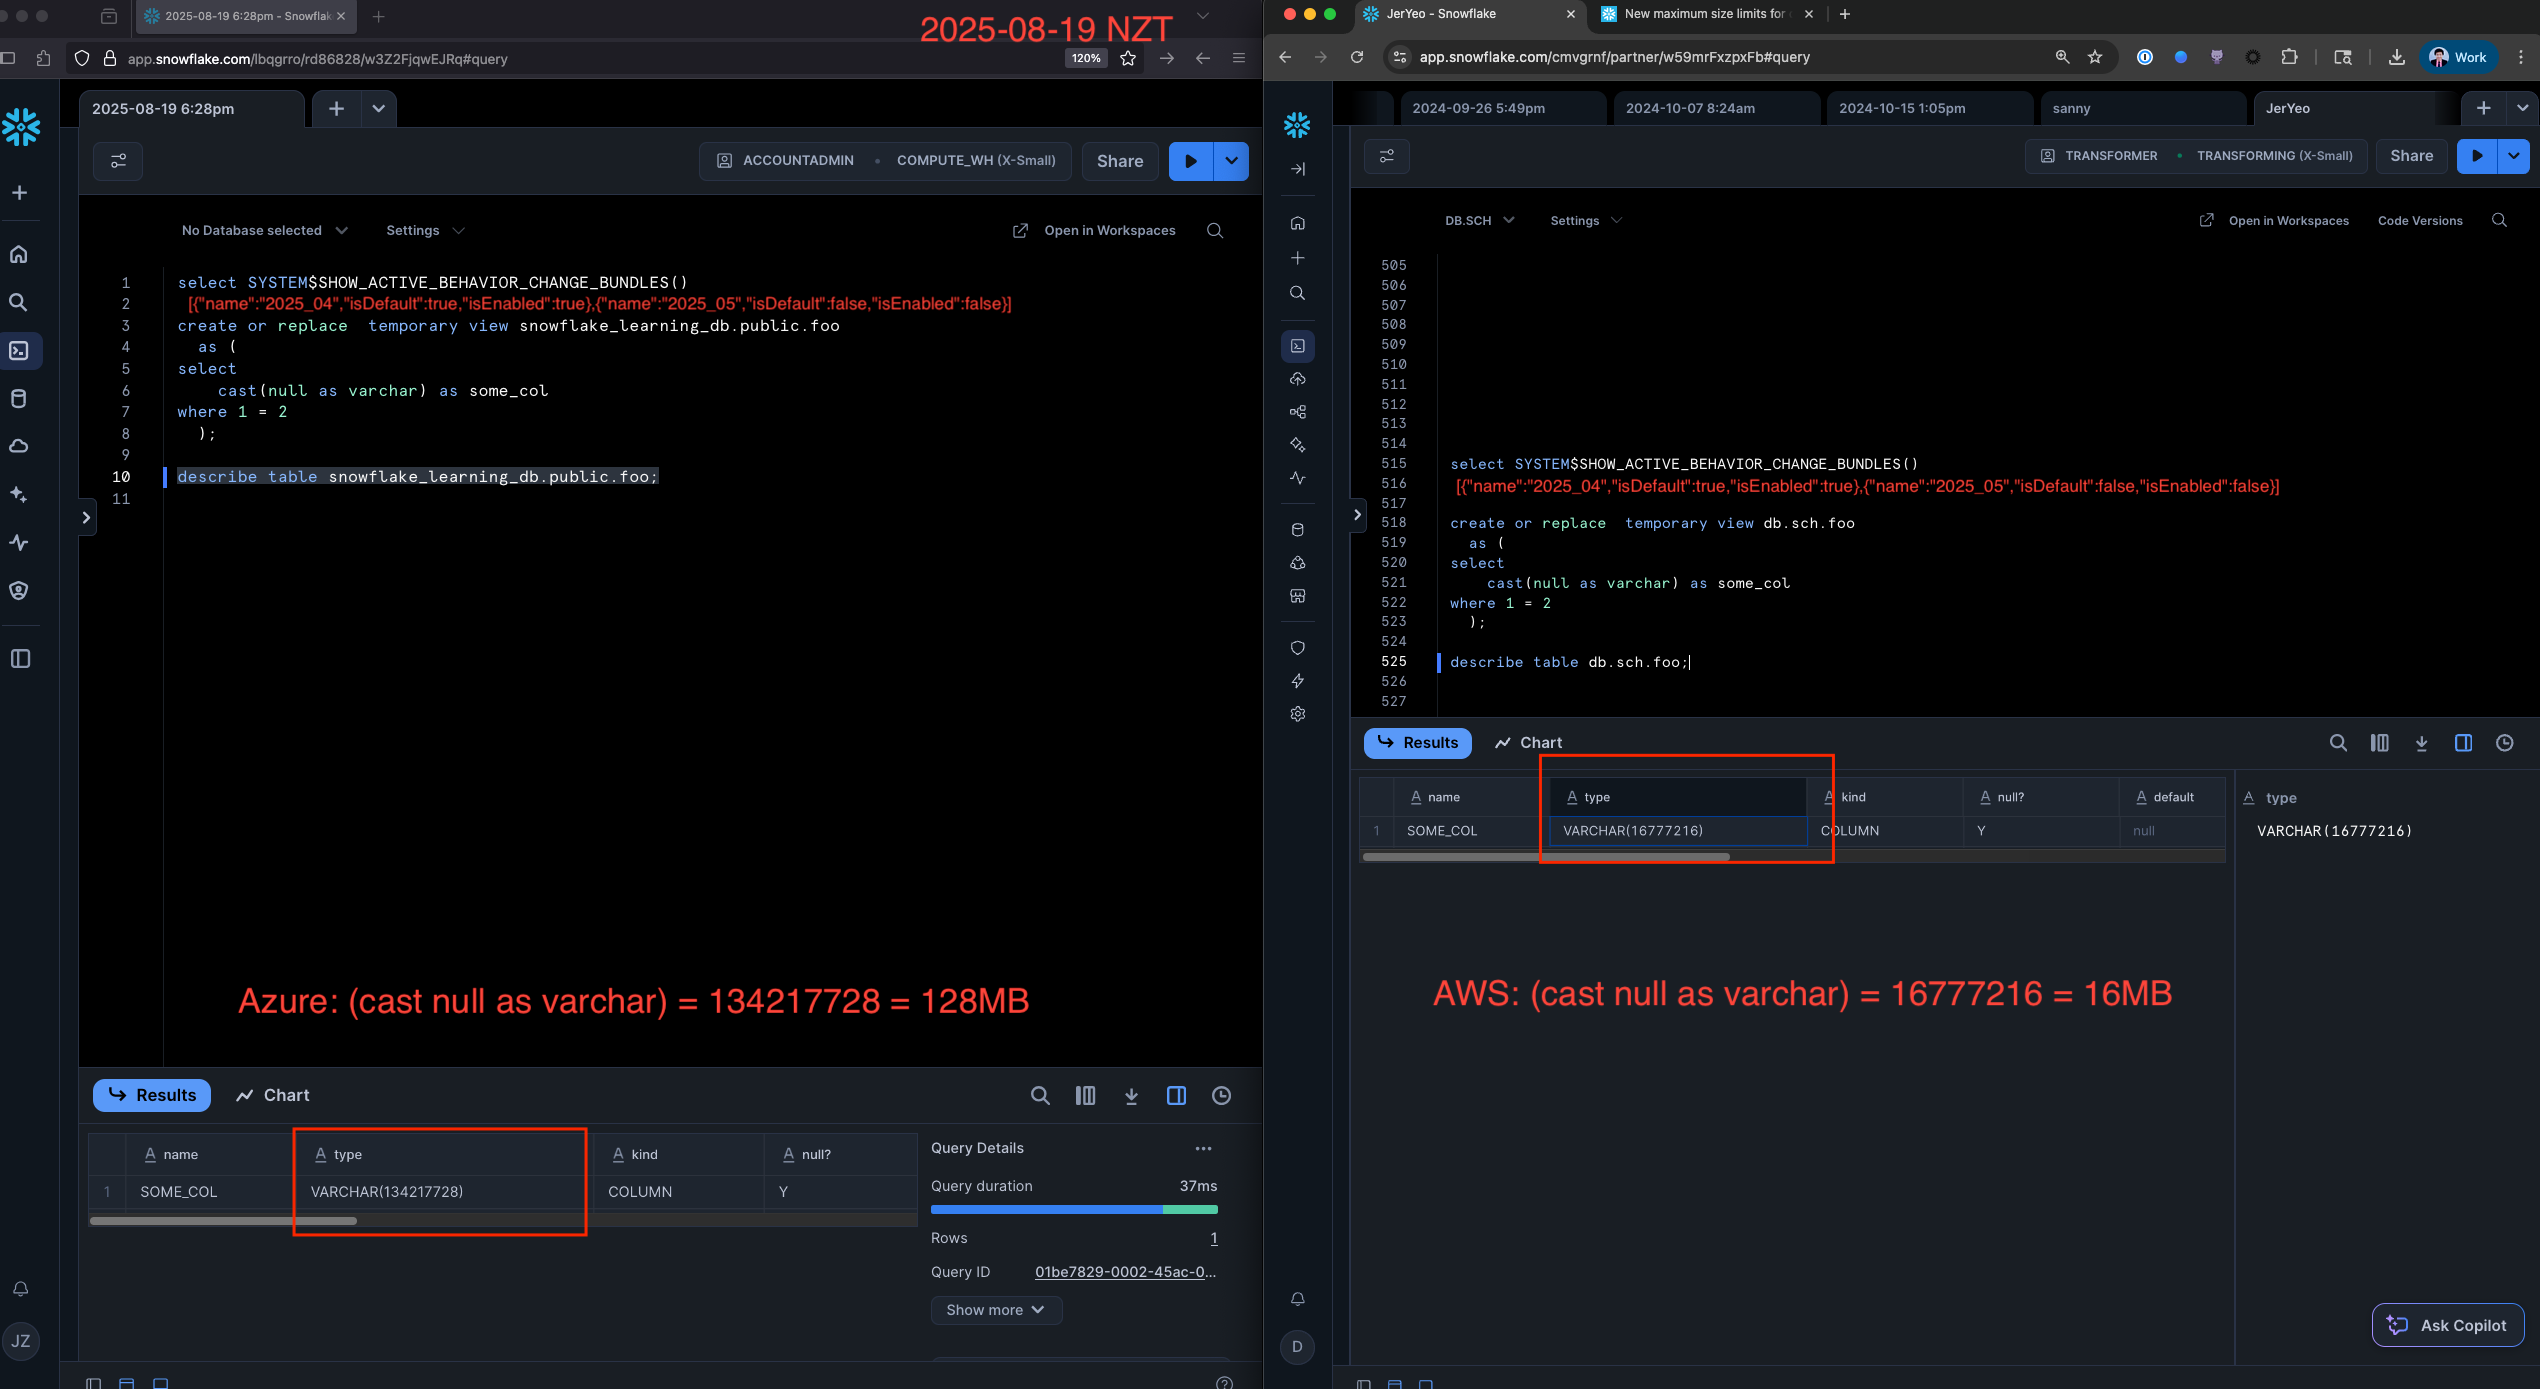 2025-08-19 6:28pm - Snowflak
2025-08-19 NZT
app.snowflake.com/lbqgrro/rd86828/w3Z2FjqwEJRq#query
120%
2025-08-19 6:28pm
ACCOUNTADMIN
COMPUTE_WH (X-Small)
Share
No Database selected
Settings
Open in Workspaces
1 select SYSTEM$SHOW_ACTIVE_BEHAVIOR_CHANGE_BUNDLES()
2 [{"name":"2025_04","isDefault":true,"isEnabled":true},{"name":"2025_05","isDefault":false,"isEnabled":false}]
3 create or replace  temporary view snowflake_learning_db.public.foo
4   as (
5 select
6     cast(null as varchar) as some_col
7 where 1 = 2
8   );
9
10 describe table snowflake_learning_db.public.foo;
11
Azure: (cast null as varchar) = 134217728 = 128MB
Results
Chart
A name
A type
A kind
A null?
1 SOME_COL VARCHAR(134217728) COLUMN Y
Query Details
Query duration 37ms
Rows 1
Query ID 01be7829-0002-45ac-0...
Show more
JZ
JerYeo - Snowflake
New maximum size limits for
app.snowflake.com/cmvgrnf/partner/w59mrFxzpxFb#query
Work
2024-09-26 5:49pm
2024-10-07 8:24am
2024-10-15 1:05pm
sanny
JerYeo
TRANSFORMER
TRANSFORMING (X-Small)
Share
DB.SCH
Settings
Open in Workspaces
Code Versions
505
506
507
508
509
510
511
512
513
514
515 select SYSTEM$SHOW_ACTIVE_BEHAVIOR_CHANGE_BUNDLES()
516 [{"name":"2025_04","isDefault":true,"isEnabled":true},{"name":"2025_05","isDefault":false,"isEnabled":false}]
517
518 create or replace  temporary view db.sch.foo
519   as (
520 select
521     cast(null as varchar) as some_col
522 where 1 = 2
523   );
524
525 describe table db.sch.foo;
526
527
Results
Chart
A name
A type
A kind
A null?
A default
1 SOME_COL VARCHAR(16777216) COLUMN Y null
A type
VARCHAR(16777216)
AWS: (cast null as varchar) = 16777216 = 16MB
D
Ask Copilot